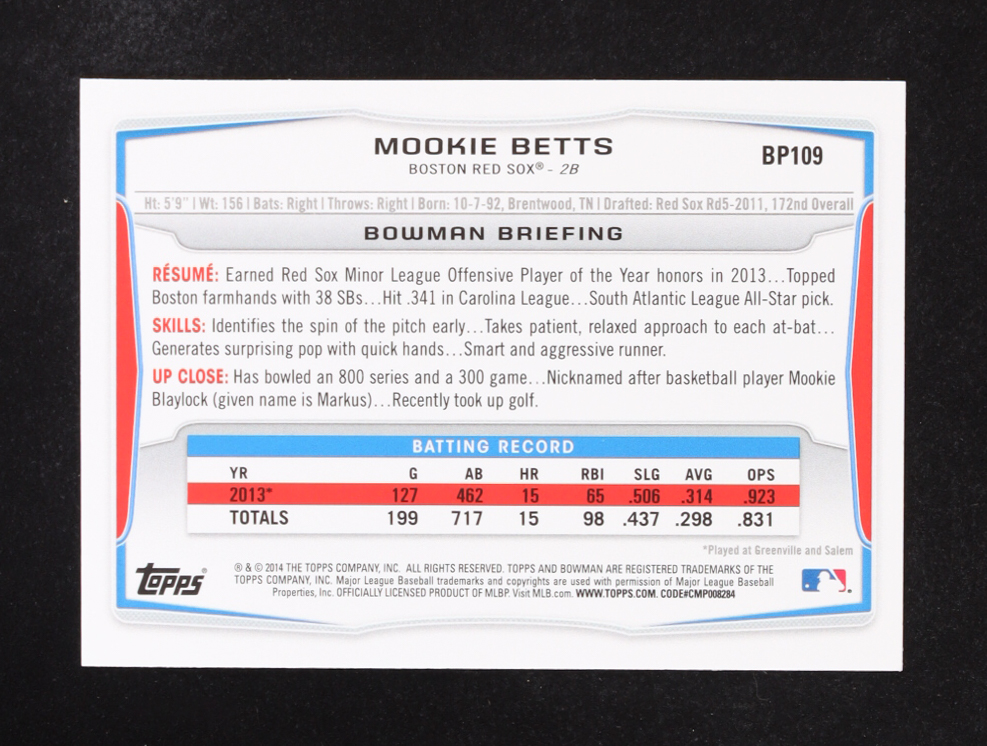 MOOKIE BETTS
BOSTON RED SOX® - 2B
BP109
Ht: 5'9" | Wt: 156 | Bats: Right | Throws: Right | Born: 10-7-92, Brentwood, TN | Drafted: Red Sox Rd5-2011, 172nd Overall
BOWMAN BRIEFING
RÉSUMÉ: Earned Red Sox Minor League Offensive Player of the Year honors in 2013...Topped
Boston farmhands with 38 SBs...Hit .341 in Carolina League...South Atlantic League All-Star pick.
SKILLS: Identifies the spin of the pitch early...Takes patient, relaxed approach to each at-bat...
Generates surprising pop with quick hands...Smart and aggressive runner.
UP CLOSE: Has bowled an 800 series and a 300 game...Nicknamed after basketball player Mookie
Blaylock (given name is Markus)...Recently took up golf.
BATTING RECORD
YR G AB HR RBI SLG AVG OPS
2013* 127 462 15 65 .506 .314 .923
TOTALS 199 717 15 98 .437 .298 .831
*Played at Greenville and Salem
topps®
® & © 2014 THE TOPPS COMPANY, INC. ALL RIGHTS RESERVED. TOPPS AND BOWMAN ARE REGISTERED TRADEMARKS OF THE
TOPPS COMPANY, INC. Major League Baseball trademarks and copyrights are used with permission of Major League Baseball
Properties, Inc. OFFICIALLY LICENSED PRODUCT OF MLBP. Visit MLB.com. WWW.TOPPS.COM. CODE#CMP008284